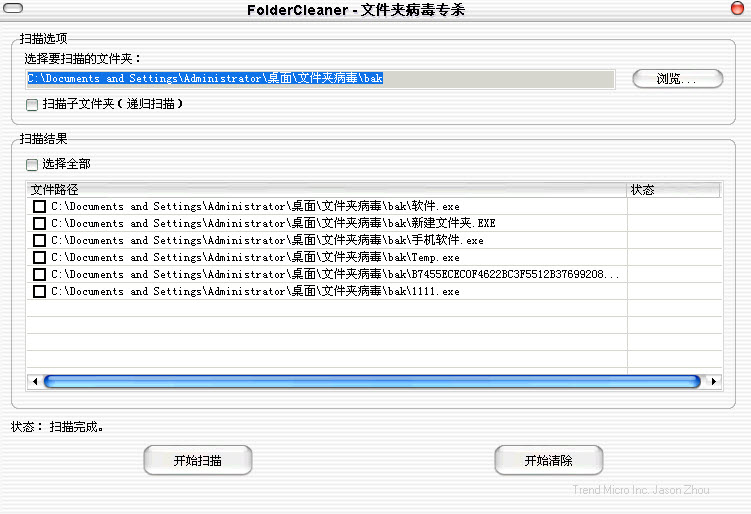 FolderCleaner - 文件夹病毒专杀
扫描选项
选择要扫描的文件夹：
C:\Documents and Settings\Administrator\桌面\文件夹病毒\bak
浏览...
扫描子文件夹（递归扫描）
扫描结果
选择全部
文件路径 状态
C:\Documents and Settings\Administrator\桌面\文件夹病毒\bak\软件.exe
C:\Documents and Settings\Administrator\桌面\文件夹病毒\bak\新建文件夹.EXE
C:\Documents and Settings\Administrator\桌面\文件夹病毒\bak\手机软件.exe
C:\Documents and Settings\Administrator\桌面\文件夹病毒\bak\Temp.exe
C:\Documents and Settings\Administrator\桌面\文件夹病毒\bak\B7455ECEC0F4622BC3F5512B37699208...
C:\Documents and Settings\Administrator\桌面\文件夹病毒\bak\1111.exe
状态： 扫描完成。
开始扫描 开始清除
Trend Micro Inc. Jason Zhou